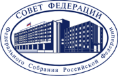 СОВЕТ ФЕДЕРАЦИИ
Федерального Собрания Российской Федерации